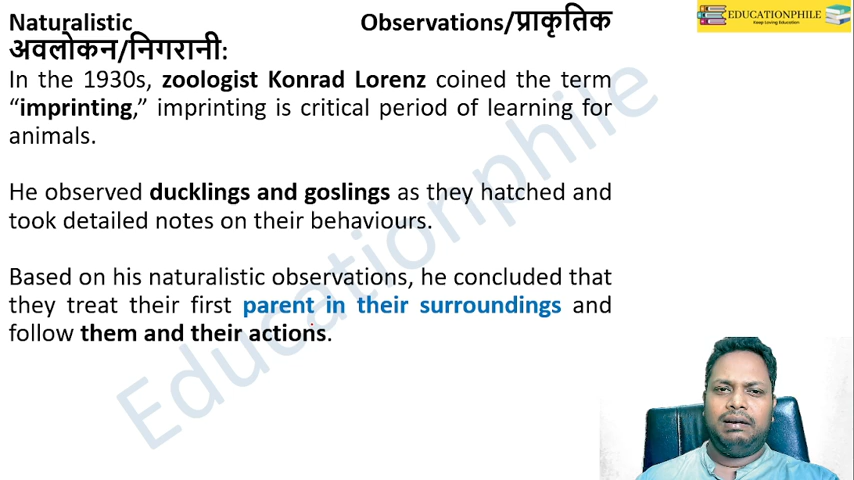 Naturalistic Observations/प्राकृतिक
अवलोकन/निगरानी:
In the 1930s, zoologist Konrad Lorenz coined the term
“imprinting,” imprinting is critical period of learning for
animals.
He observed ducklings and goslings as they hatched and
took detailed notes on their behaviours.
Based on his naturalistic observations, he concluded that
they treat their first parent in their surroundings and
follow them and their actions.
EDUCATIONPHILE
Keep Loving Education
Educationphile